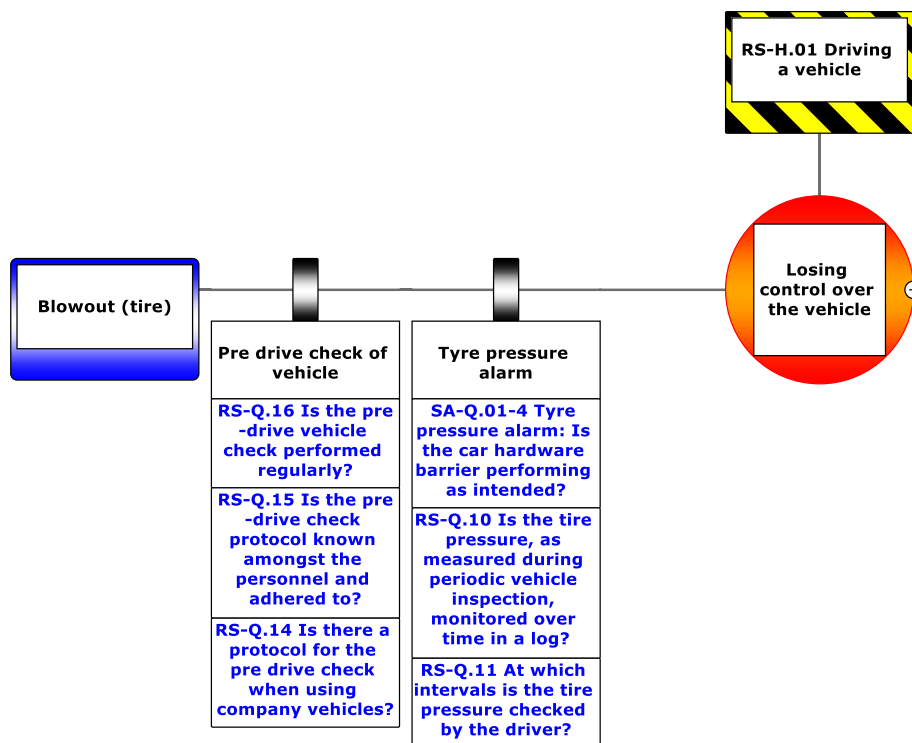 RS-H.01 Driving
a vehicle
Blowout (tire)
Losing
control over
the vehicle
Pre drive check of
vehicle
RS-Q.16 Is the pre
-drive vehicle
check performed
regularly?
RS-Q.15 Is the pre
-drive check
protocol known
amongst the
personnel and
adhered to?
RS-Q.14 Is there a
protocol for the
pre drive check
when using
company vehicles?
Tyre pressure
alarm
SA-Q.01-4 Tyre
pressure alarm: Is
the car hardware
barrier performing
as intended?
RS-Q.10 Is the tire
pressure, as
measured during
periodic vehicle
inspection,
monitored over
time in a log?
RS-Q.11 At which
intervals is the tire
pressure checked
by the driver?